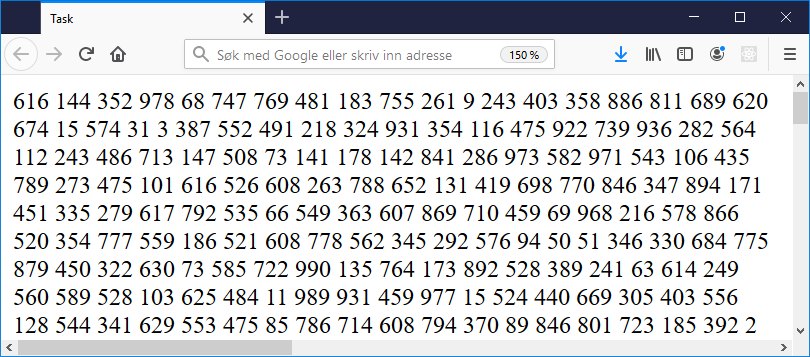 Task
Søk med Google eller skriv inn adresse
150 %
616 144 352 978 68 747 769 481 183 755 261 9 243 403 358 886 811 689 620
674 15 574 31 3 387 552 491 218 324 931 354 116 475 922 739 936 282 564
112 243 486 713 147 508 73 141 178 142 841 286 973 582 971 543 106 435
789 273 475 101 616 526 608 263 788 652 131 419 698 770 846 347 894 171
451 335 279 617 792 535 66 549 363 607 869 710 459 69 968 216 578 866
520 354 777 559 186 521 608 778 562 345 292 576 94 50 51 346 330 684 775
879 450 322 630 73 585 722 990 135 764 173 892 528 389 241 63 614 249
560 589 528 103 625 484 11 989 931 459 977 15 524 440 669 305 403 556
128 544 341 629 553 475 85 786 714 608 794 370 89 846 801 723 185 392 2